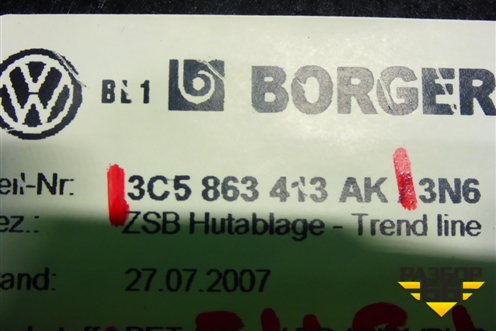 VW BL1 BORGER
eil-Nr: 3C5 863 413 AK 3N6
ez.: ZSB Hutablage - Trend line
and: 27.07.2007
РАЗБОР